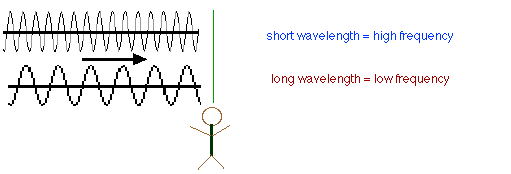 short wavelength = high frequency
long wavelength = low frequency